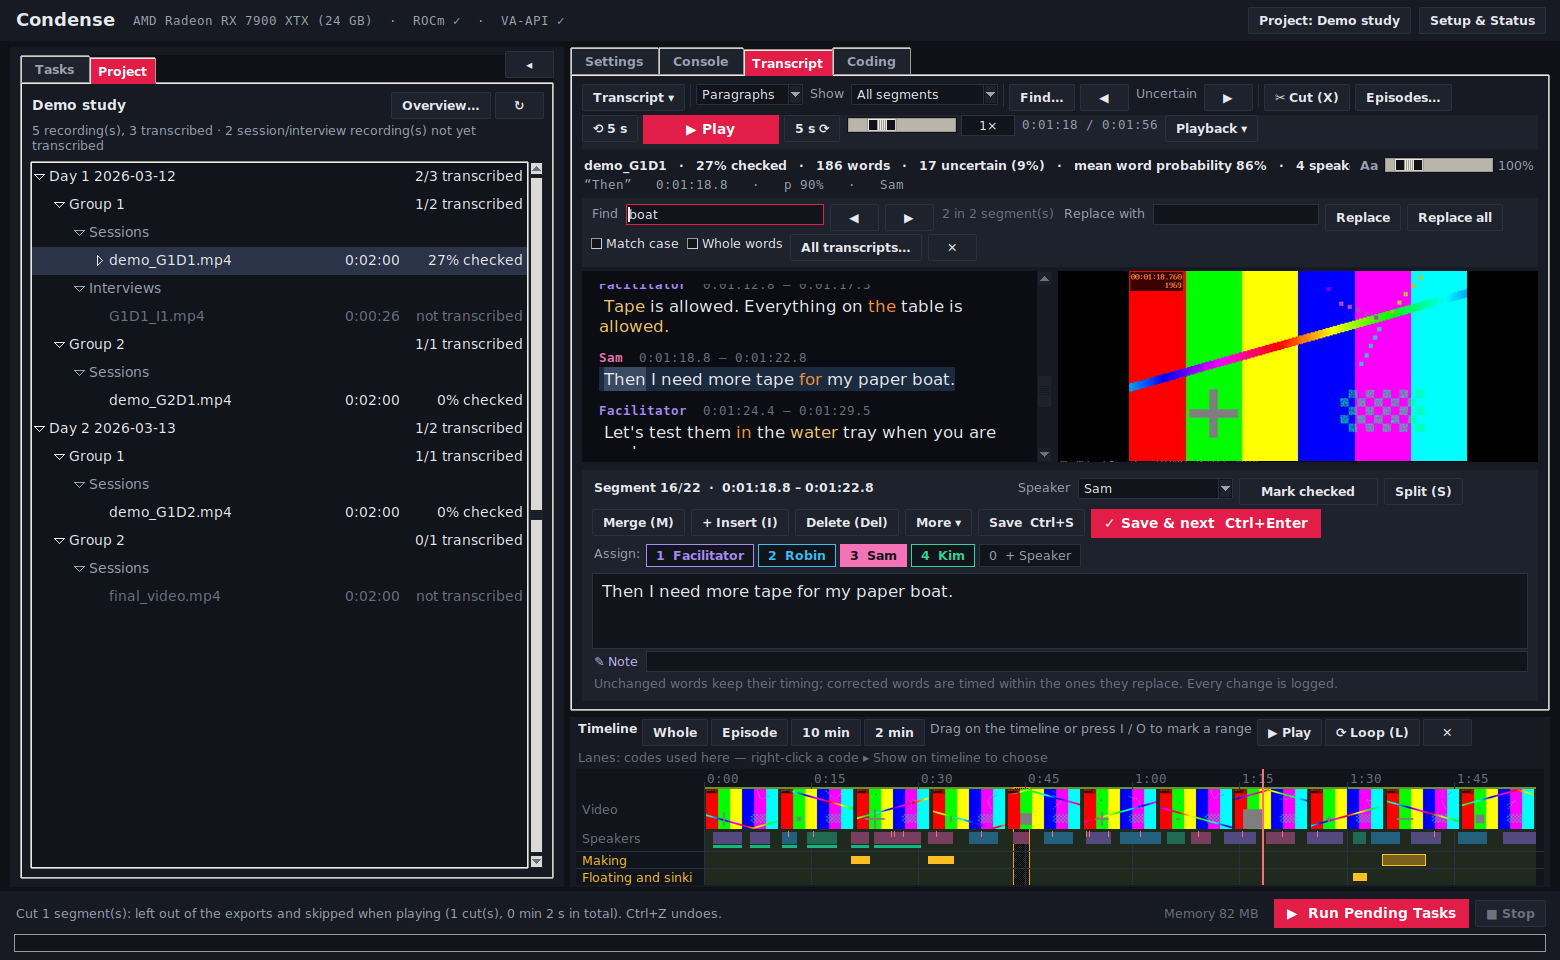 Condense AMD Radeon RX 7900 XTX (24 GB) · ROCm ✓ · VA-API ✓ Project: Demo study Setup & Status
Tasks Project ◂
Demo study Overview… ↻
5 recording(s), 3 transcribed · 2 session/interview recording(s) not yet
transcribed
Day 1 2026-03-12 2/3 transcribed
Group 1 1/2 transcribed
Sessions
demo_G1D1.mp4 0:02:00 27% checked
Interviews
G1D1_I1.mp4 0:00:26 not transcribed
Group 2 1/1 transcribed
Sessions
demo_G2D1.mp4 0:02:00 0% checked
Day 2 2026-03-13 1/2 transcribed
Group 1 1/1 transcribed
Sessions
demo_G1D2.mp4 0:02:00 0% checked
Group 2 0/1 transcribed
Sessions
final_video.mp4 0:02:00 not transcribed
Settings Console Transcript Coding
Transcript ▾ Paragraphs Show All segments Find… ◀ Uncertain ▶ ✂ Cut (X) Episodes…
⟲ 5 s ▶ Play 5 s ⟳ 1× 0:01:18 / 0:01:56 Playback ▾
demo_G1D1 · 27% checked · 186 words · 17 uncertain (9%) · mean word probability 86% · 4 speak Aa 100%
“Then” 0:01:18.8 · p 90% · Sam
Find boat ◀ ▶ 2 in 2 segment(s) Replace with Replace Replace all
Match case Whole words All transcripts… ✕
Facilitator 0:01:12.8 – 0:01:17.3
Tape is allowed. Everything on the table is
allowed.
Sam 0:01:18.8 – 0:01:22.8
Then I need more tape for my paper boat.
Facilitator 0:01:24.4 – 0:01:29.5
Let's test them in the water tray when you are
00:01:18.760
1969
Segment 16/22 · 0:01:18.8 – 0:01:22.8 Speaker Sam Mark checked Split (S)
Merge (M) + Insert (I) Delete (Del) More ▾ Save Ctrl+S ✓ Save & next Ctrl+Enter
Assign: 1 Facilitator 2 Robin 3 Sam 4 Kim 0 + Speaker
Then I need more tape for my paper boat.
✎ Note
Unchanged words keep their timing; corrected words are timed within the ones they replace. Every change is logged.
Timeline Whole Episode 10 min 2 min Drag on the timeline or press I / O to mark a range ▶ Play ⟳ Loop (L) ✕
Lanes: codes used here — right-click a code ▸ Show on timeline to choose
0:00 0:15 0:30 0:45 1:00 1:15 1:30 1:45
Video
Speakers
Making
Floating and sinki
Cut 1 segment(s): left out of the exports and skipped when playing (1 cut(s), 0 min 2 s in total). Ctrl+Z undoes. Memory 82 MB ▶ Run Pending Tasks ■ Stop